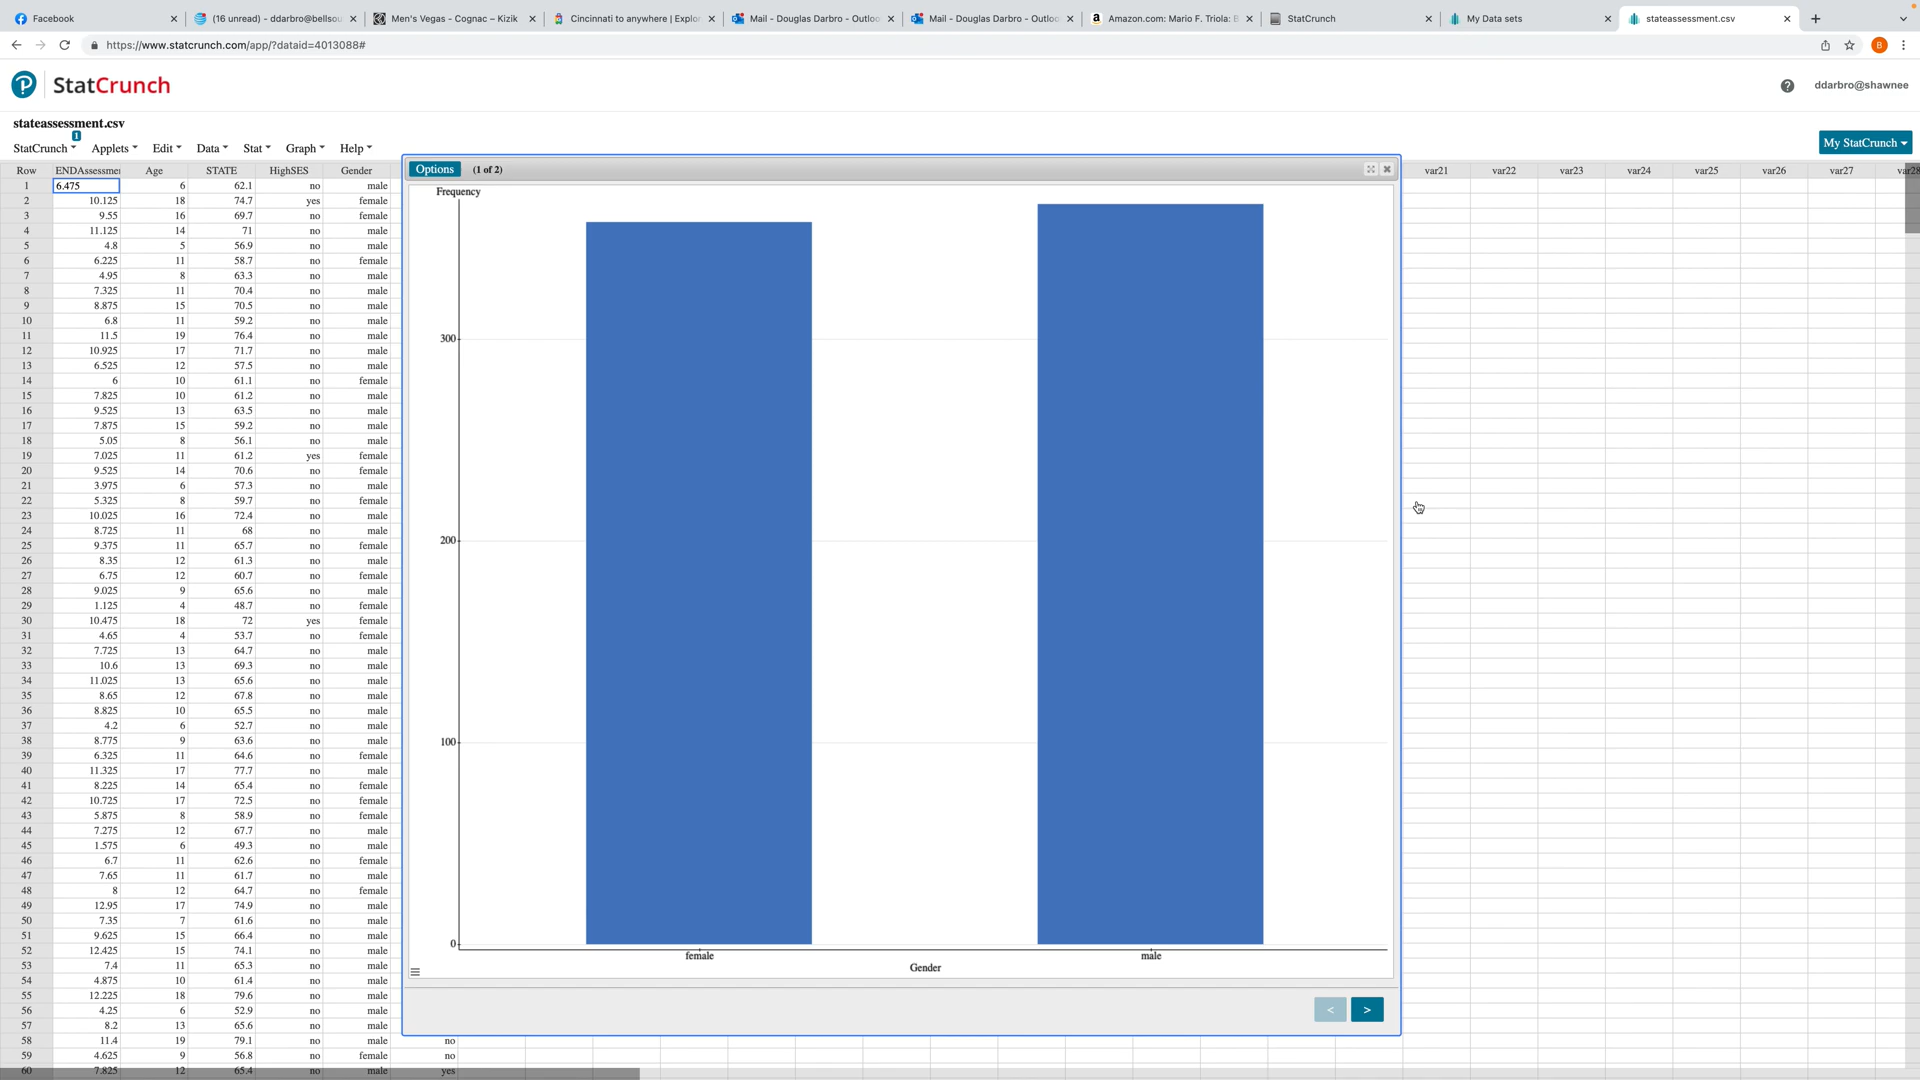 Facebook
(16 unread) - ddarbro@bellsou
Men's Vegas - Cognac – Kizik
Cincinnati to anywhere | Explor
Mail - Douglas Darbro - Outloo
Mail - Douglas Darbro - Outloo
Amazon.com: Mario F. Triola: B
StatCrunch
My Data sets
stateassessment.csv
https://www.statcrunch.com/app/?dataid=4013088#
B
StatCrunch
ddarbro@shawnee
stateassessment.csv
1
StatCrunch Applets Edit Data Stat Graph Help
My StatCrunch
Row ENDAssessme Age STATE HighSES Gender
1 6.475 6 62.1 no male
2 10.125 18 74.7 yes female
3 9.55 16 69.7 no female
4 11.125 14 71 no male
5 4.8 5 56.9 no male
6 6.225 11 58.7 no female
7 4.95 8 63.3 no male
8 7.325 11 70.4 no male
9 8.875 15 70.5 no male
10 6.8 11 59.2 no male
11 11.5 19 76.4 no male
12 10.925 17 71.7 no male
13 6.525 12 57.5 no male
14 6 10 61.1 no female
15 7.825 10 61.2 no male
16 9.525 13 63.5 no male
17 7.875 15 59.2 no male
18 5.05 8 56.1 no male
19 7.025 11 61.2 yes female
20 9.525 14 70.6 no female
21 3.975 6 57.3 no male
22 5.325 8 59.7 no female
23 10.025 16 72.4 no male
24 8.725 11 68 no male
25 9.375 11 65.7 no female
26 8.35 12 61.3 no male
27 6.75 12 60.7 no female
28 9.025 9 65.6 no male
29 1.125 4 48.7 no female
30 10.475 18 72 yes female
31 4.65 4 53.7 no female
32 7.725 13 64.7 no male
33 10.6 13 69.3 no male
34 11.025 13 65.6 no male
35 8.65 12 67.8 no male
36 8.825 10 65.5 no male
37 4.2 6 52.7 no male
38 8.775 9 63.6 no male
39 6.325 11 64.6 no female
40 11.325 17 77.7 no male
41 8.225 14 65.4 no female
42 10.725 17 72.5 no female
43 5.875 8 58.9 no female
44 7.275 12 67.7 no male
45 1.575 6 49.3 no male
46 6.7 11 62.6 no female
47 7.65 11 61.7 no male
48 8 12 64.7 no female
49 12.95 17 74.9 no male
50 7.35 7 61.6 no male
51 9.625 15 66.4 no male
52 12.425 15 74.1 no male
53 7.4 11 65.3 no male
54 4.875 10 61.4 no male
55 12.225 18 79.6 no male
56 4.25 6 52.9 no male
57 8.2 13 65.6 no male
58 11.4 19 79.1 no male no
59 4.625 9 56.8 no female no
60 7.825 12 65.4 no male yes
Options (1 of 2)
Frequency
300
200
100
0
female male
Gender
< >
var21 var22 var23 var24 var25 var26 var27 var28